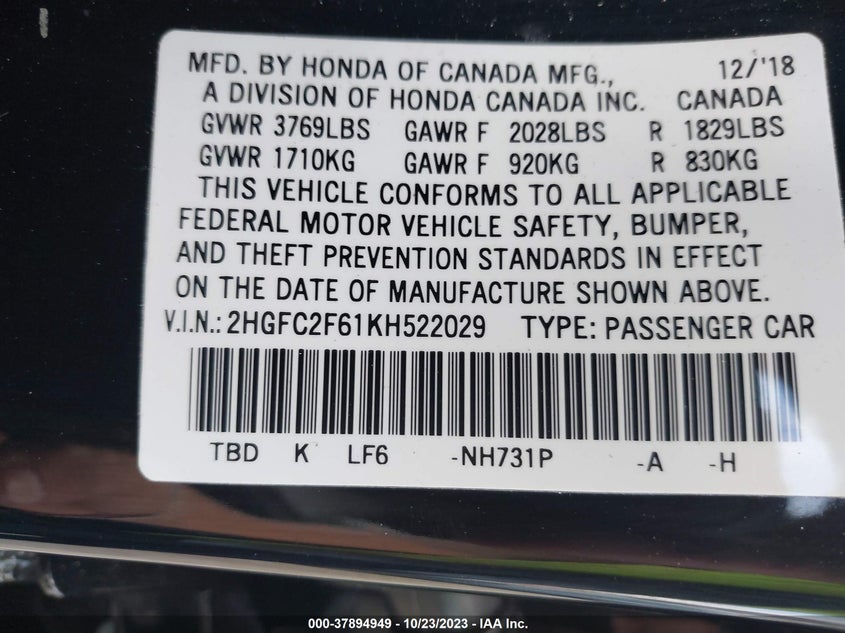 MFD. BY HONDA OF CANADA MFG., 12/'18
A DIVISION OF HONDA CANADA INC. CANADA
GVWR 3769LBS GAWR F 2028LBS R 1829LBS
GVWR 1710KG GAWR F 920KG R 830KG
THIS VEHICLE CONFORMS TO ALL APPLICABLE
FEDERAL MOTOR VEHICLE SAFETY, BUMPER,
AND THEFT PREVENTION STANDARDS IN EFFECT
ON THE DATE OF MANUFACTURE SHOWN ABOVE.
V.I.N.: 2HGFC2F61KH522029 TYPE: PASSENGER CAR
TBD K LF6 -NH731P -A -H
000-37894949 - 10/23/2023 - IAA Inc.